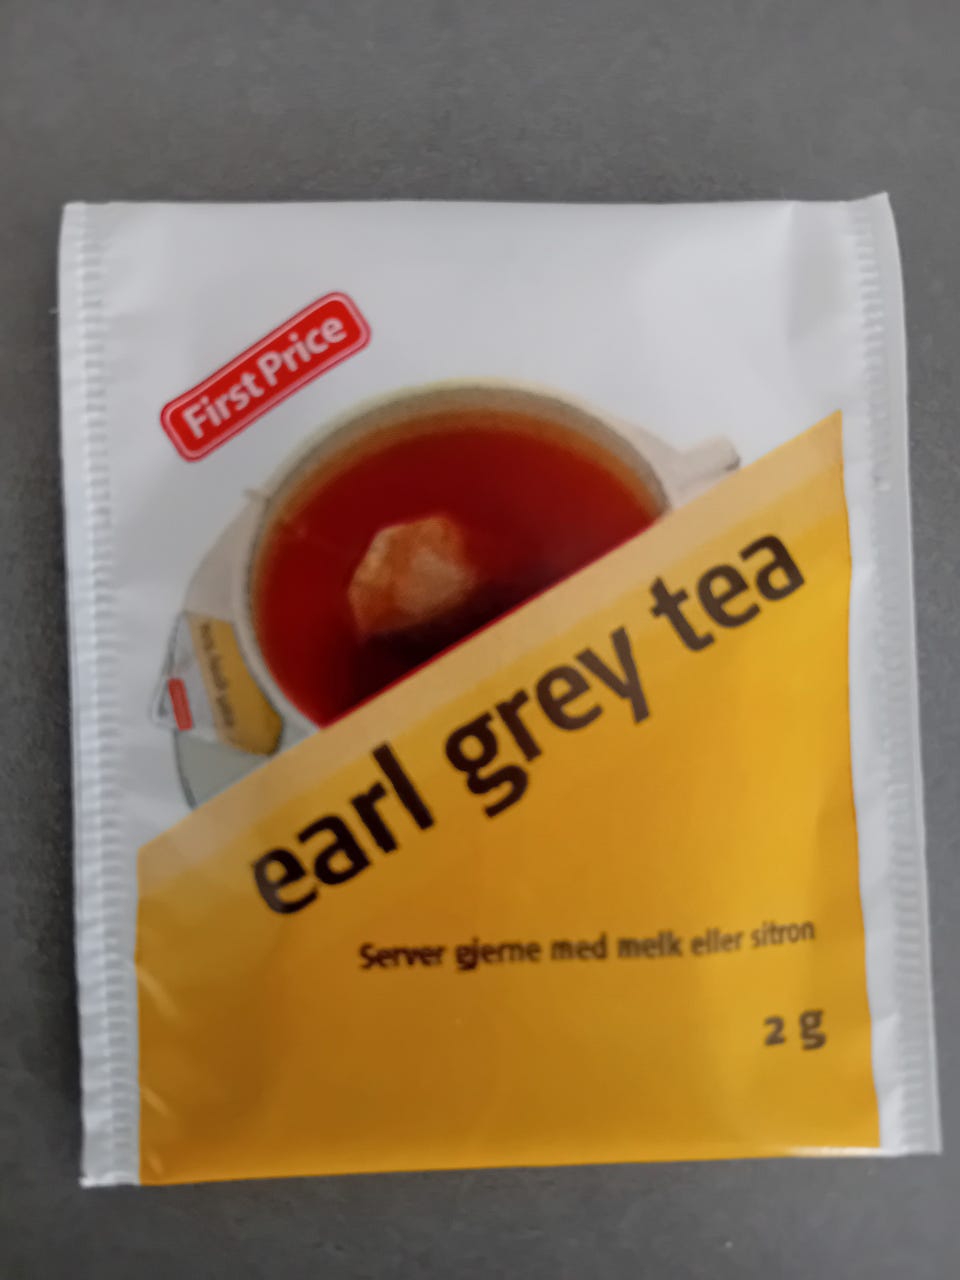 First Price
earl grey tea
Server gjerne med melk eller sitron
2 g